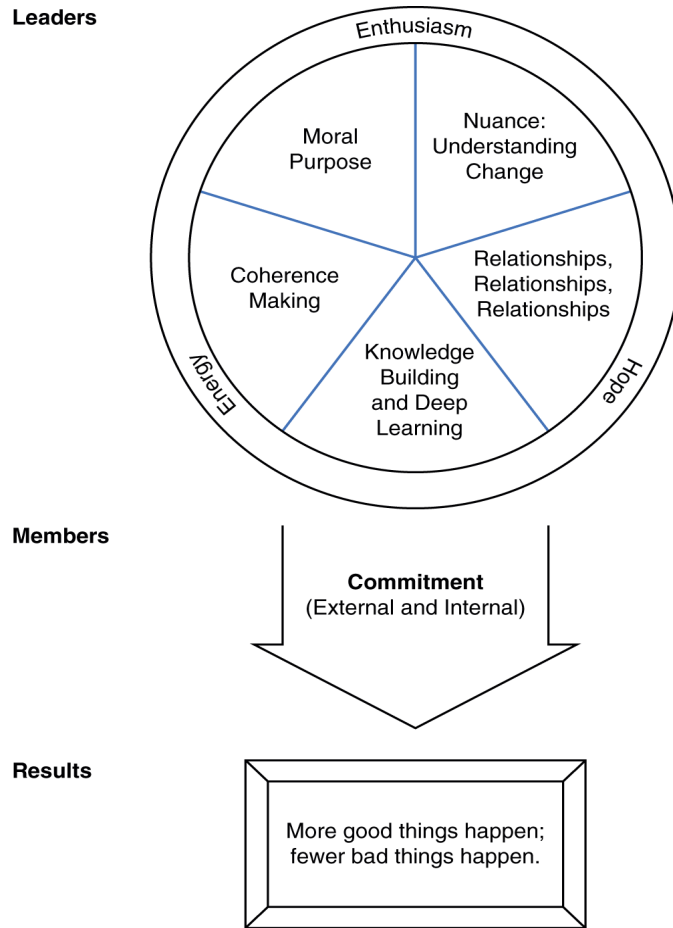 Leaders
Enthusiasm
Moral
Purpose
Nuance:
Understanding
Change
Coherence
Making
Relationships,
Relationships,
Relationships
Knowledge
Building
and Deep
Learning
Energy
Hope
Members
Commitment
(External and Internal)
Results
More good things happen;
fewer bad things happen.